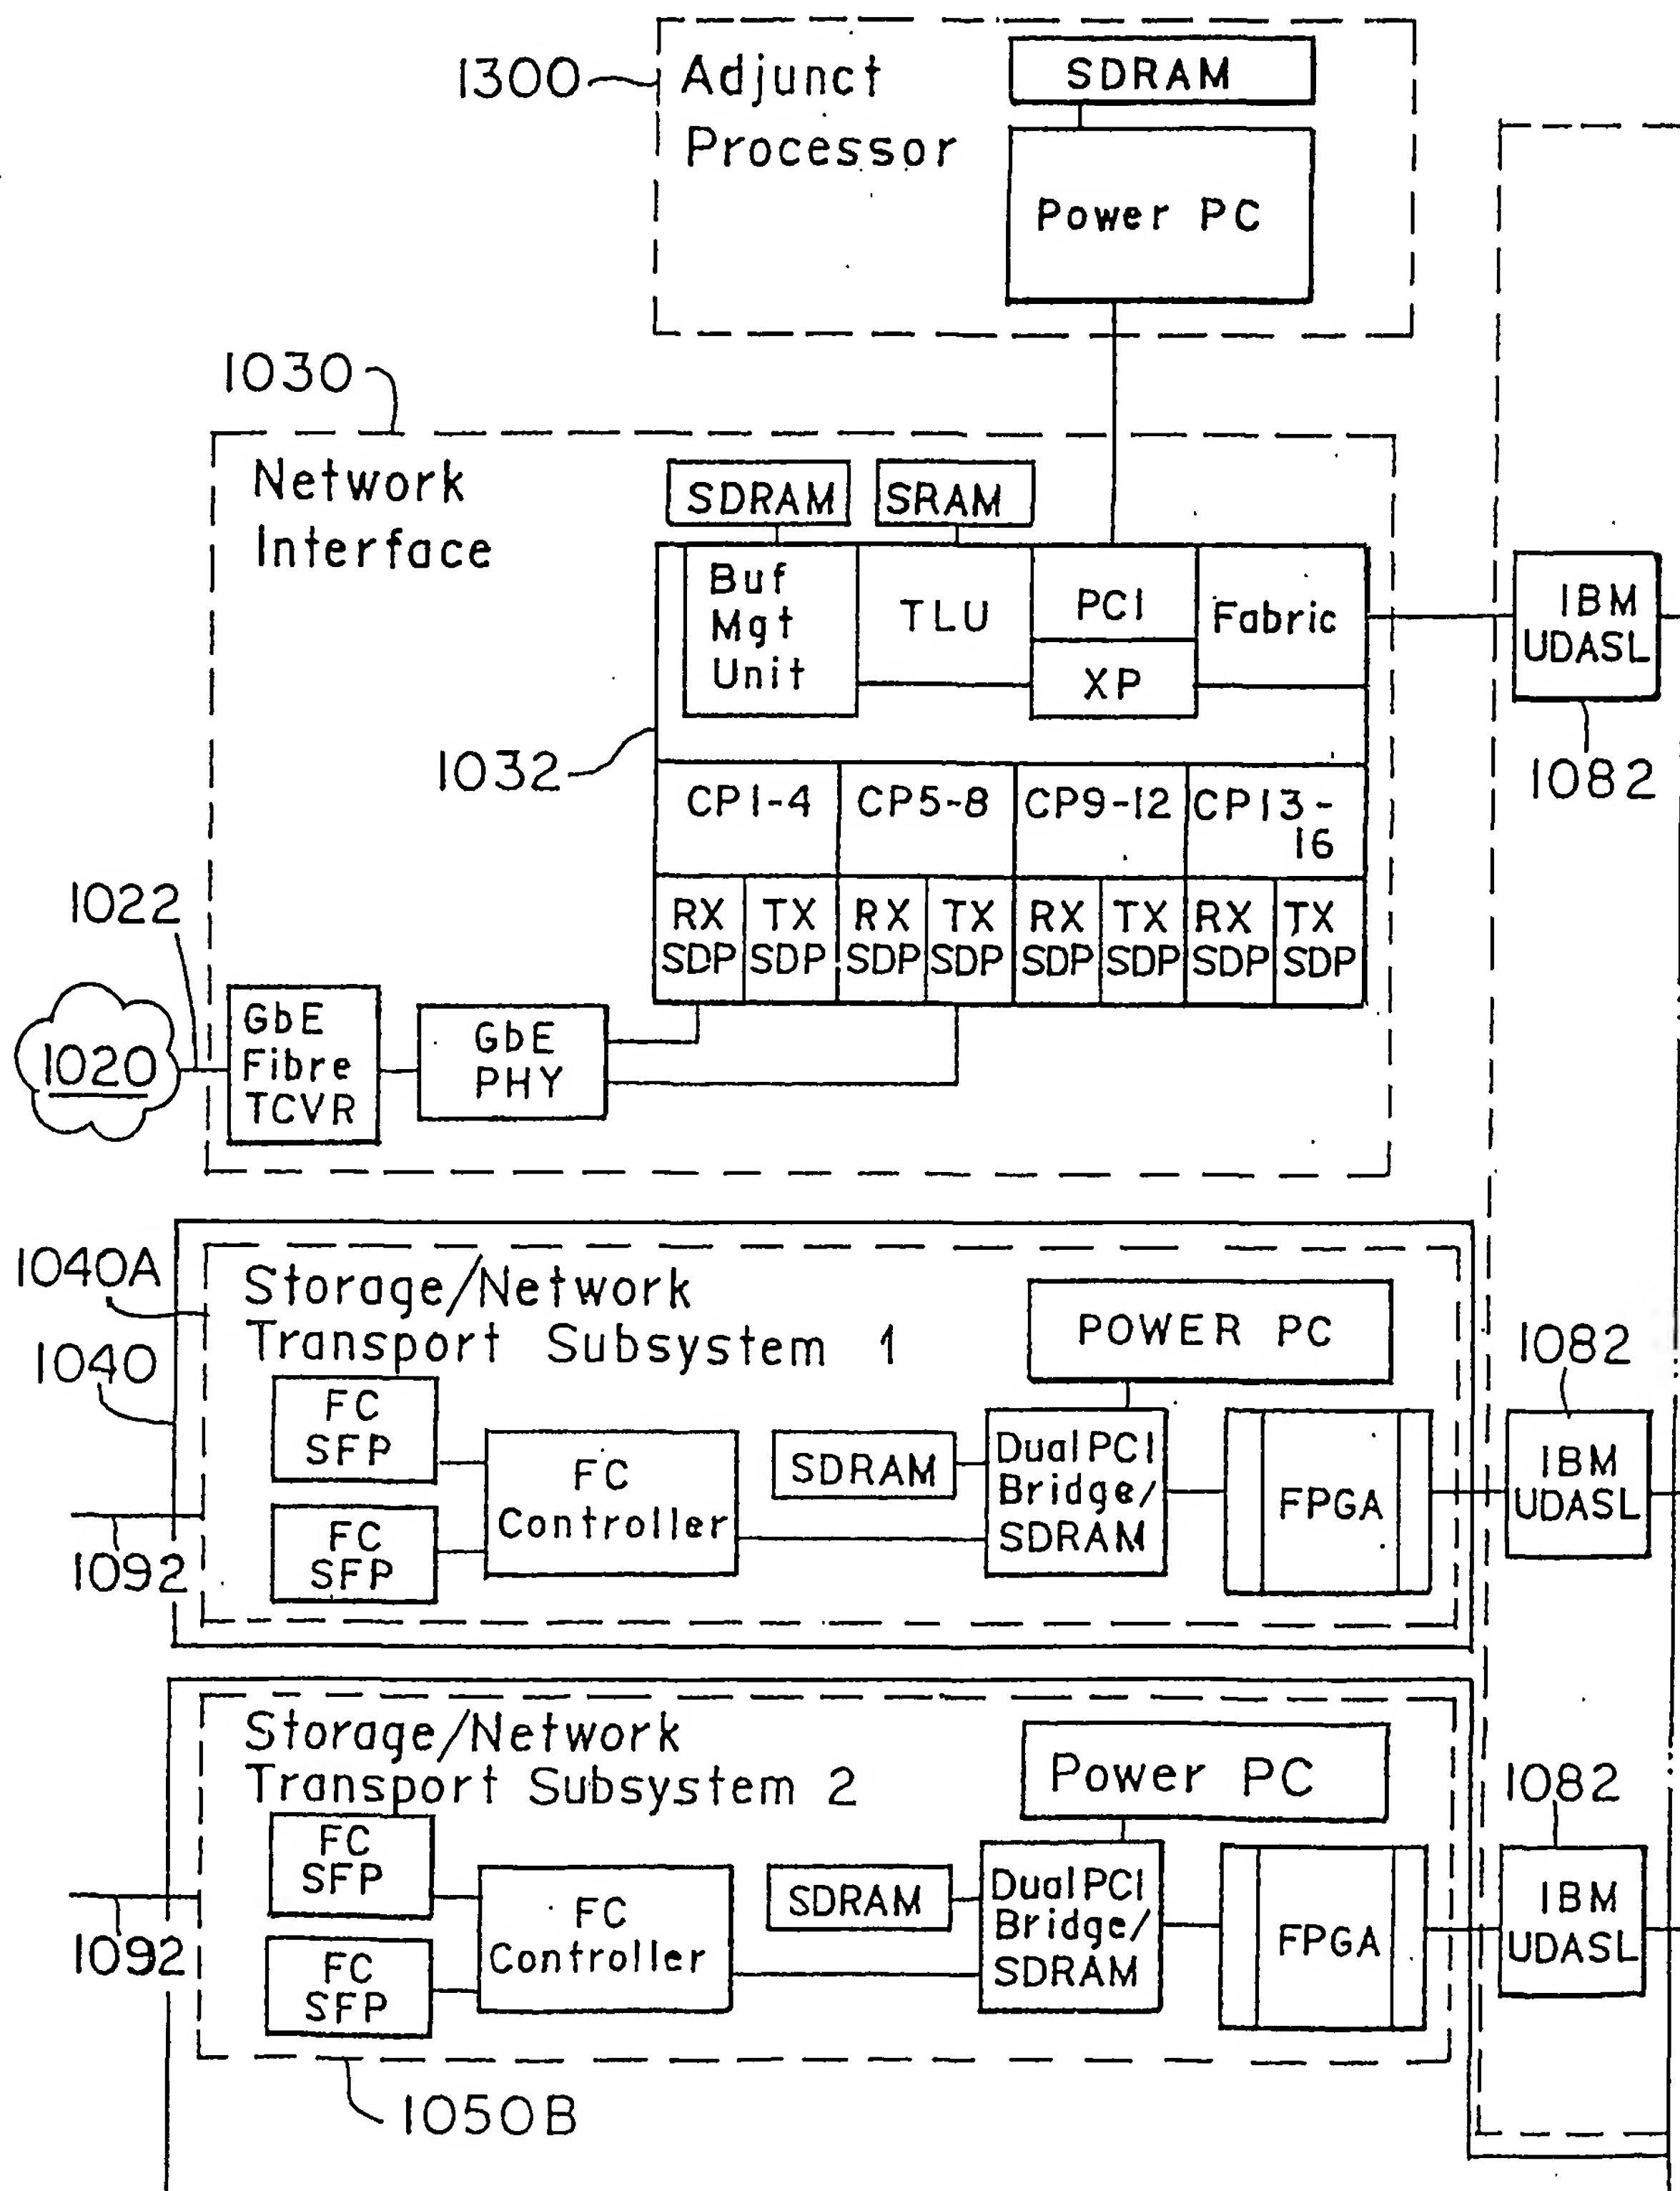 1300
Adjunct
Processor
SDRAM
Power PC
1030
Network
Interface
SDRAM
SRAM
Buf
Mgt
Unit
TLU
PCI
XP
Fabric
IBM
UDASL
1082
1032
CP1-4
CP5-8
CP9-12
CP13-
16
RX
SDP
TX
SDP
RX
SDP
TX
SDP
RX
SDP
TX
SDP
RX
SDP
TX
SDP
1022
1020
GbE
Fibre
TCVR
GbE
PHY
1040A
1040
Storage/Network
Transport Subsystem 1
POWER PC
FC
SFP
FC
SFP
FC
Controller
SDRAM
Dual PCI
Bridge/
SDRAM
FPGA
1082
IBM
UDASL
1092
Storage/Network
Transport Subsystem 2
Power PC
FC
SFP
FC
SFP
FC
Controller
SDRAM
Dual PCI
Bridge/
SDRAM
FPGA
1082
IBM
UDASL
1092
1050B